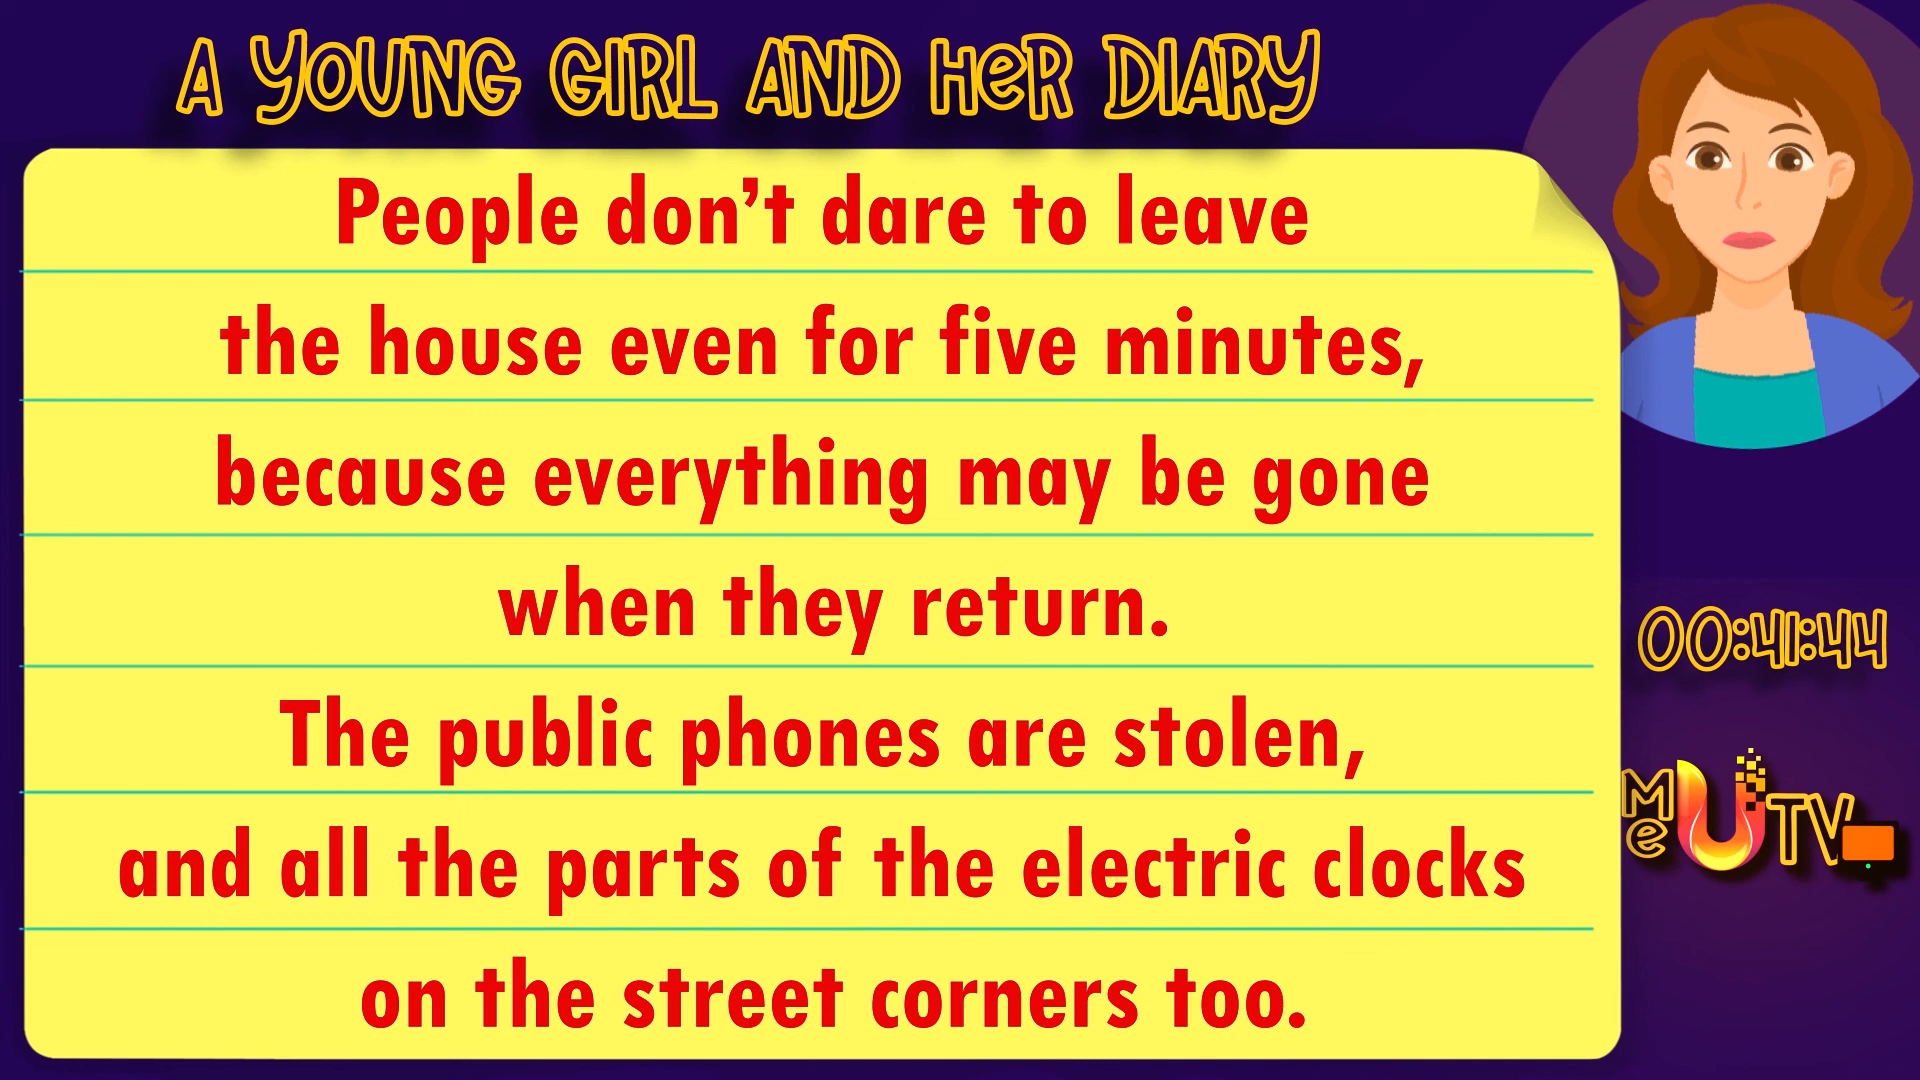 A YOUNG GIRL AND HeR DIARY
People don’t dare to leave
the house even for five minutes,
because everything may be gone
when they return.
The public phones are stolen,
and all the parts of the electric clocks
on the street corners too.
00:41:44
Me U TV